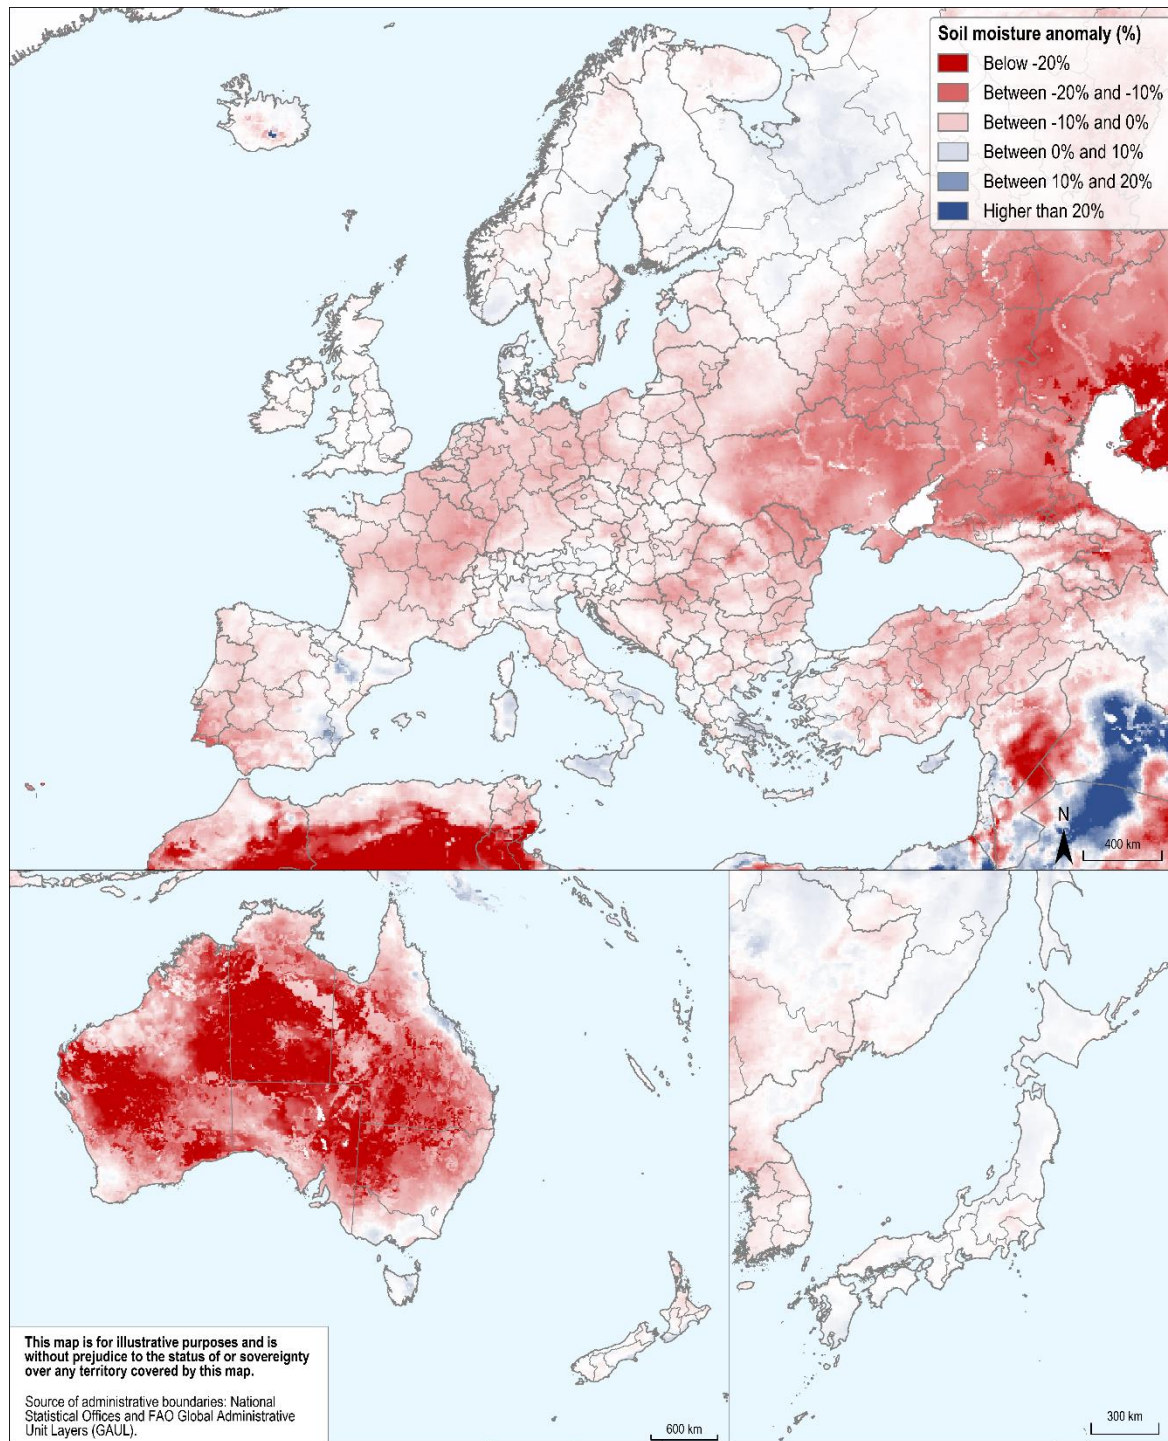 Soil moisture anomaly (%)
Below -20%
Between -20% and -10%
Between -10% and 0%
Between 0% and 10%
Between 10% and 20%
Higher than 20%
N
400 km
This map is for illustrative purposes and is
without prejudice to the status of or sovereignty
over any territory covered by this map.
Source of administrative boundaries: National
Statistical Offices and FAO Global Administrative
Unit Layers (GAUL).
600 km
300 km